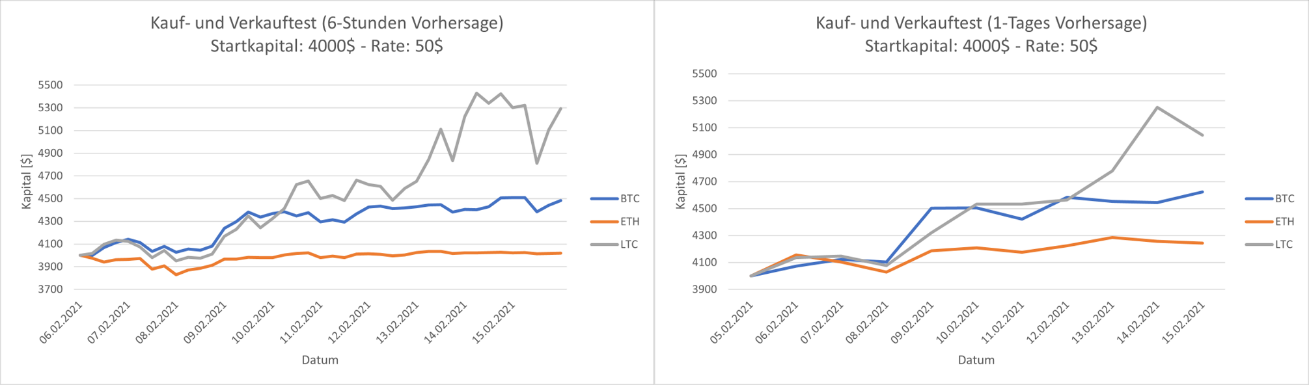 Kauf- und Verkauftest (6-Stunden Vorhersage)
Startkapital: 4000$ - Rate: 50$
Kapital [$]
5500
5300
5100
4900
4700
4500
4300
4100
3900
3700
06.02.2021
07.02.2021
08.02.2021
09.02.2021
10.02.2021
11.02.2021
12.02.2021
13.02.2021
14.02.2021
15.02.2021
Datum
BTC
ETH
LTC
Kauf- und Verkauftest (1-Tages Vorhersage)
Startkapital: 4000$ - Rate: 50$
Kapital [$]
5500
5300
5100
4900
4700
4500
4300
4100
3900
05.02.2021
06.02.2021
07.02.2021
08.02.2021
09.02.2021
10.02.2021
11.02.2021
12.02.2021
13.02.2021
14.02.2021
15.02.2021
Datum
BTC
ETH
LTC